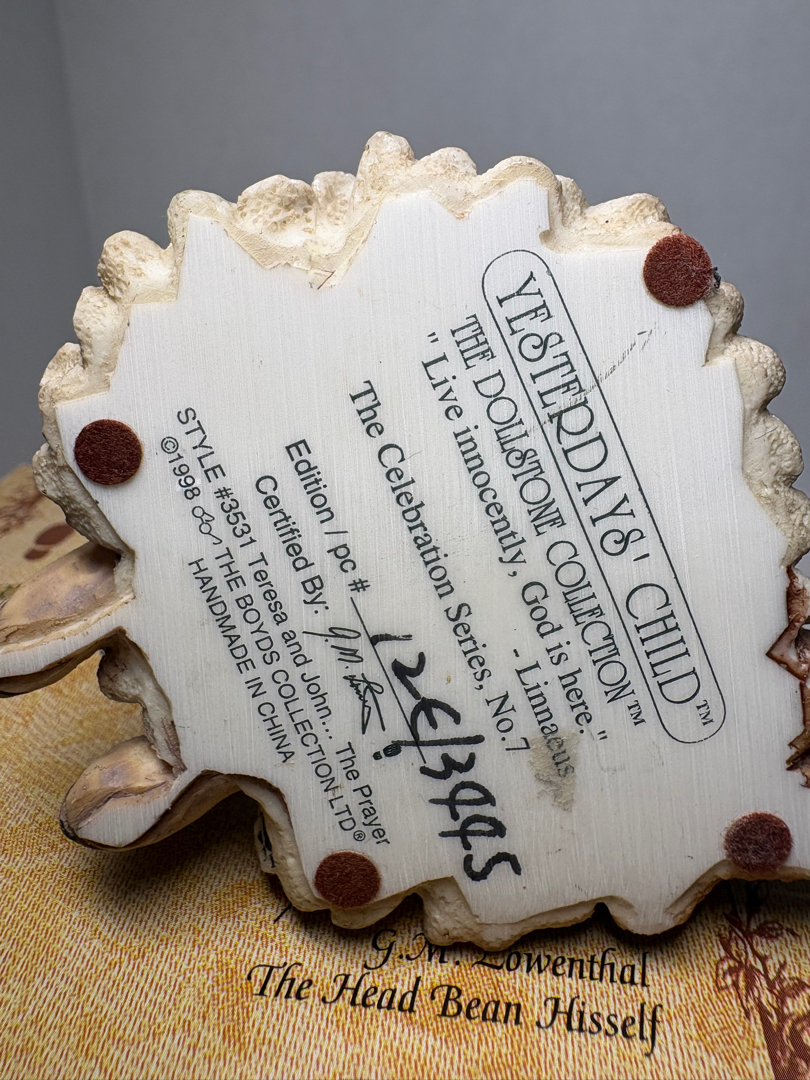 YESTERDAYS' CHILD™
THE DOLLSTONE COLLECTION™
"Live innocently, God is here."
- Linnaeus
The Celebration Series, No.7
Edition / pc # 12E/3995
Certified By: G.M.
STYLE #3531 Teresa and John... The Prayer
©1998 THE BOYDS COLLECTION LTD®
HANDMADE IN CHINA
G.M. Lowenthal
The Head Bean Hisself